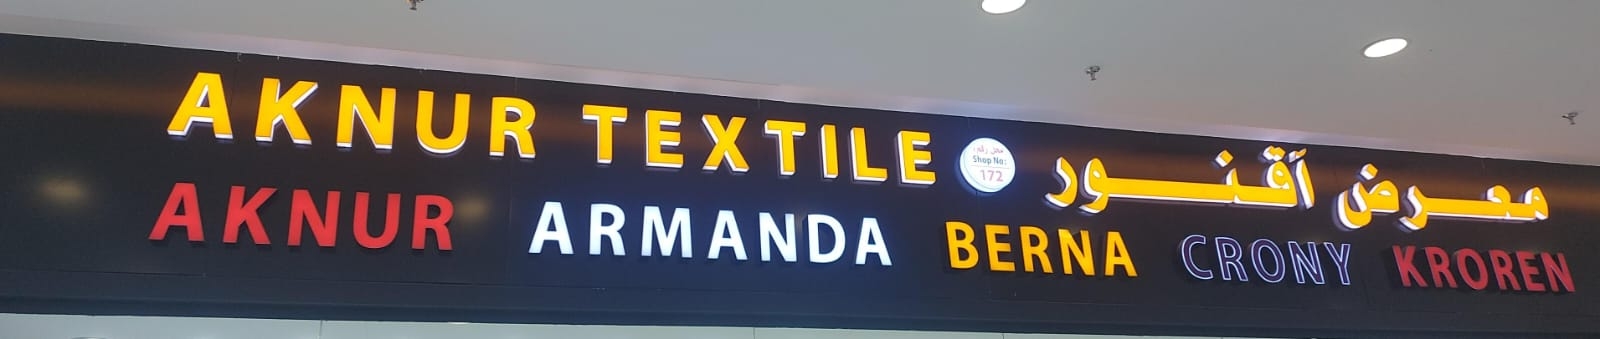 AKNUR TEXTILE
محل رقم:
Shop No:
172
معرض أقنور
AKNUR ARMANDA BERNA CRONY KROREN